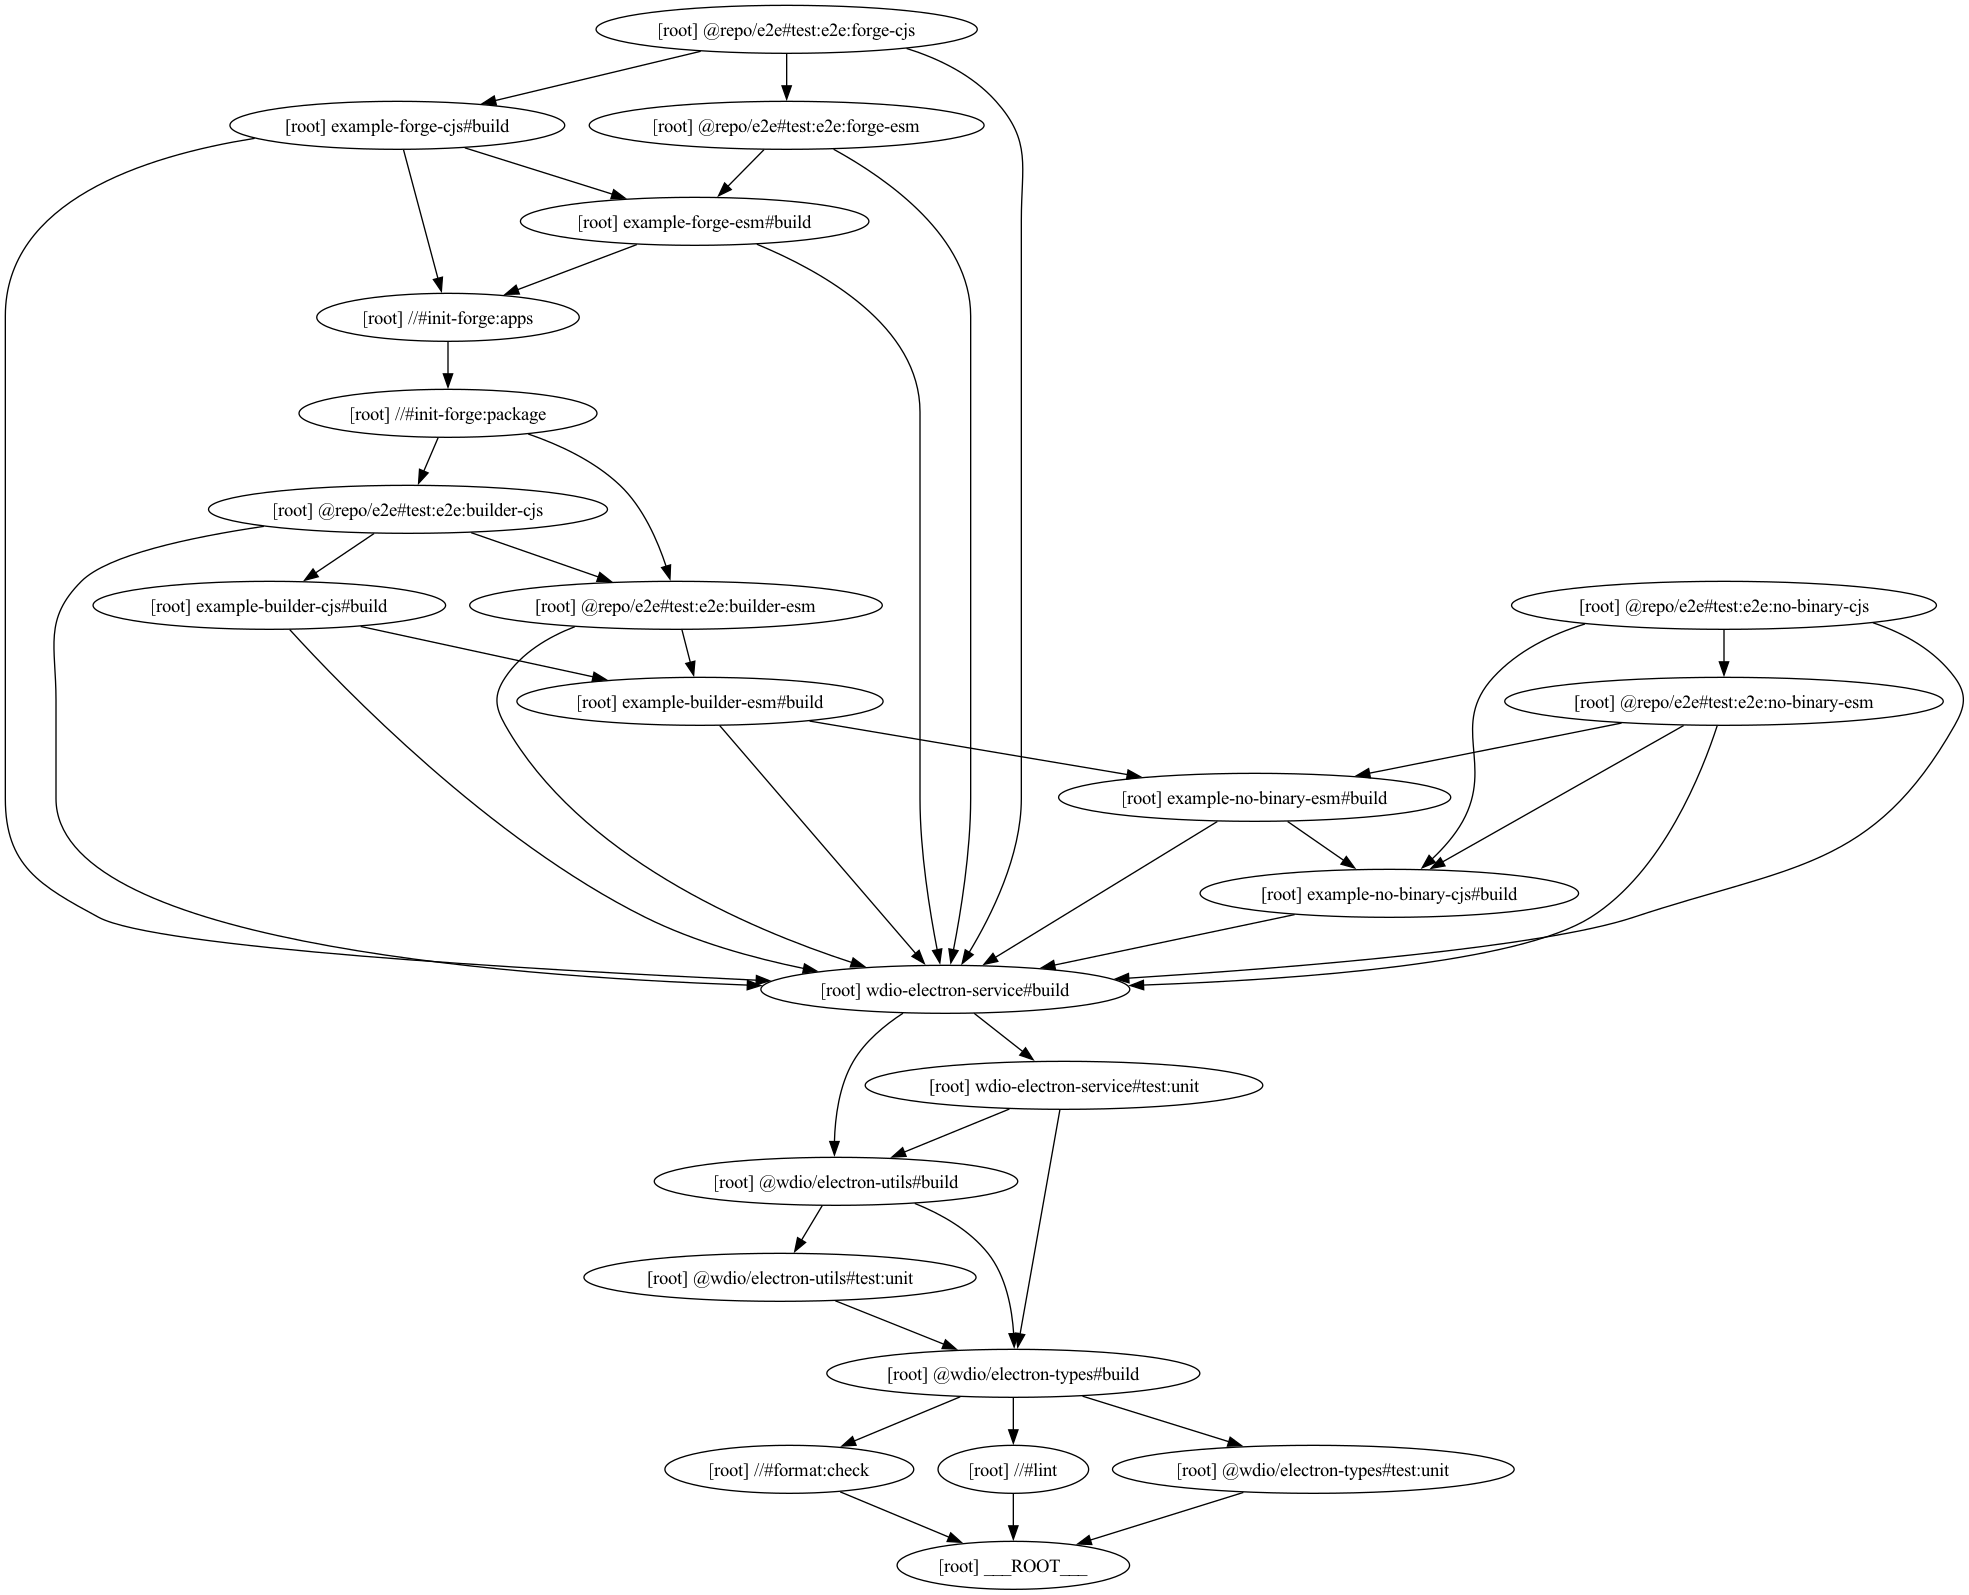 [root] @repo/e2e#test:e2e:forge-cjs
[root] example-forge-cjs#build
[root] @repo/e2e#test:e2e:forge-esm
[root] example-forge-esm#build
[root] //#init-forge:apps
[root] //#init-forge:package
[root] @repo/e2e#test:e2e:builder-cjs
[root] example-builder-cjs#build
[root] @repo/e2e#test:e2e:builder-esm
[root] @repo/e2e#test:e2e:no-binary-cjs
[root] example-builder-esm#build
[root] @repo/e2e#test:e2e:no-binary-esm
[root] example-no-binary-esm#build
[root] example-no-binary-cjs#build
[root] wdio-electron-service#build
[root] wdio-electron-service#test:unit
[root] @wdio/electron-utils#build
[root] @wdio/electron-utils#test:unit
[root] @wdio/electron-types#build
[root] //#format:check
[root] //#lint
[root] @wdio/electron-types#test:unit
[root] ___ROOT___